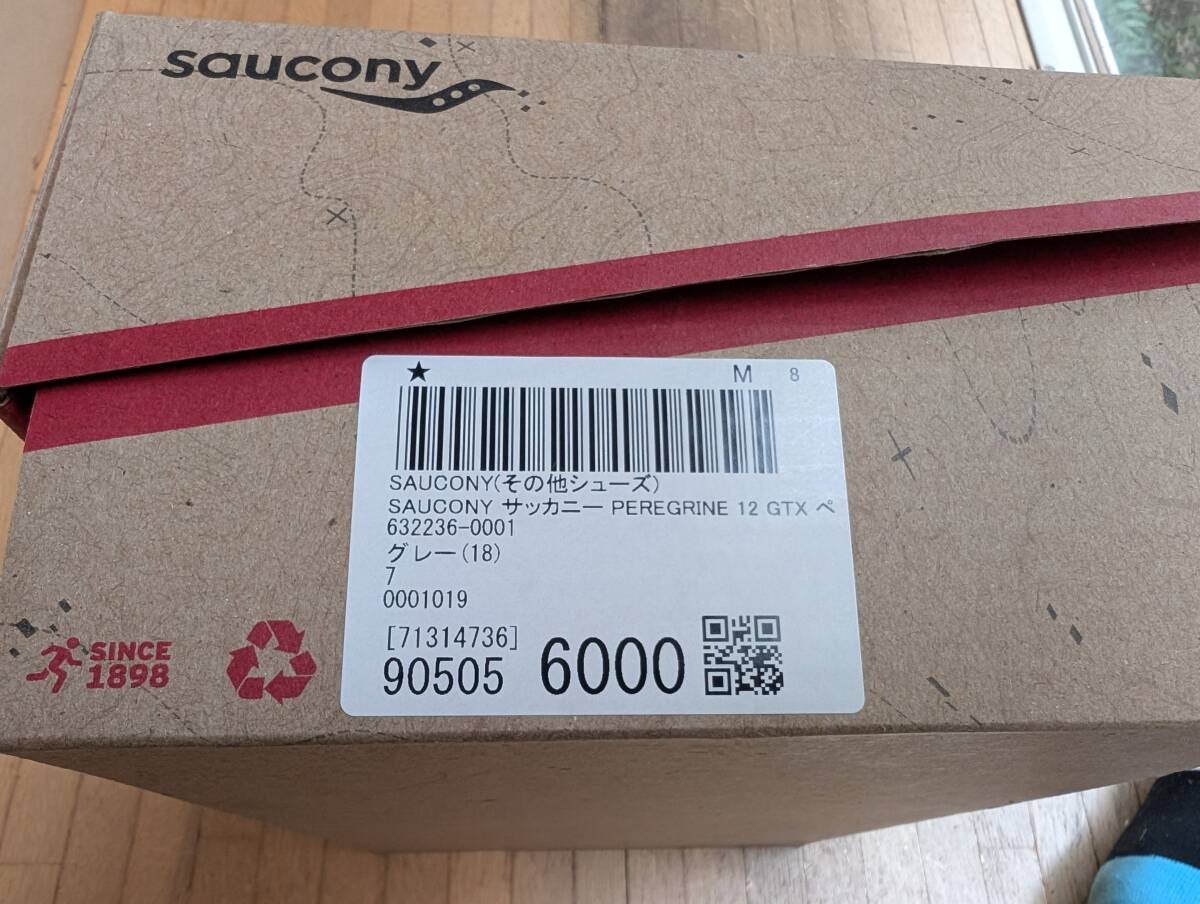 saucony
★ M 8
SAUCONY(その他シューズ)
SAUCONY サッカニー PEREGRINE 12 GTX ペ
632236-0001
グレー(18)
7
0001019
[71314736]
90505 6000
SINCE
1898